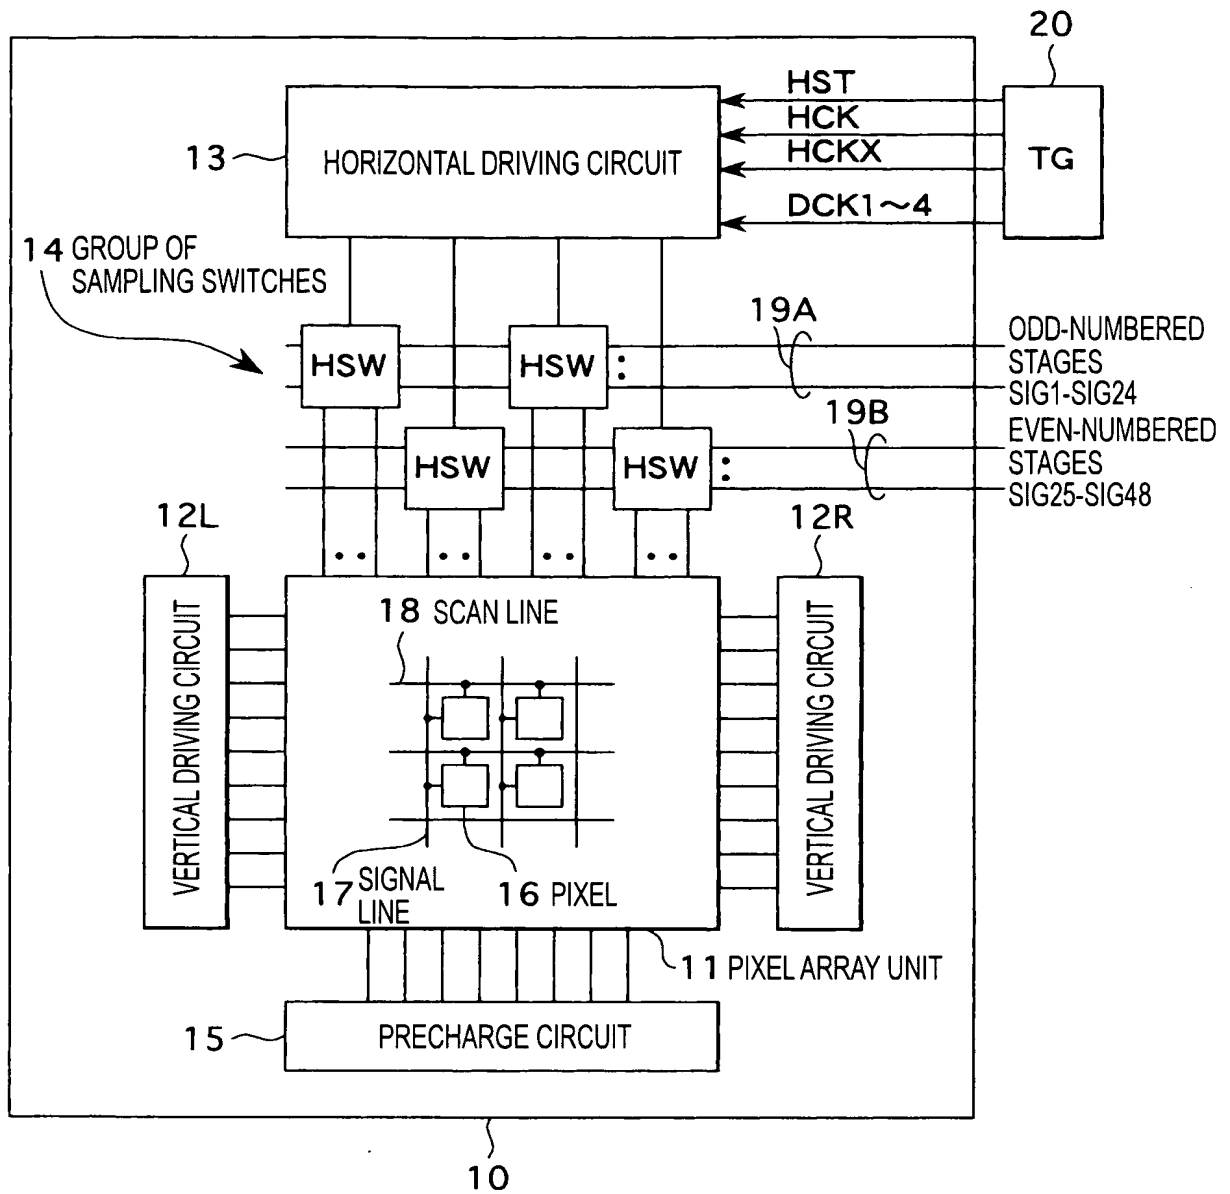 20
HST
HCK
HCKX
DCK1～4
TG
13
HORIZONTAL DRIVING CIRCUIT
14 GROUP OF
SAMPLING SWITCHES
19A
ODD-NUMBERED
STAGES
SIG1-SIG24
HSW
HSW
19B
EVEN-NUMBERED
STAGES
SIG25-SIG48
HSW
HSW
12L
12R
VERTICAL DRIVING CIRCUIT
18 SCAN LINE
VERTICAL DRIVING CIRCUIT
17 SIGNAL
LINE
16 PIXEL
11 PIXEL ARRAY UNIT
15
PRECHARGE CIRCUIT
10